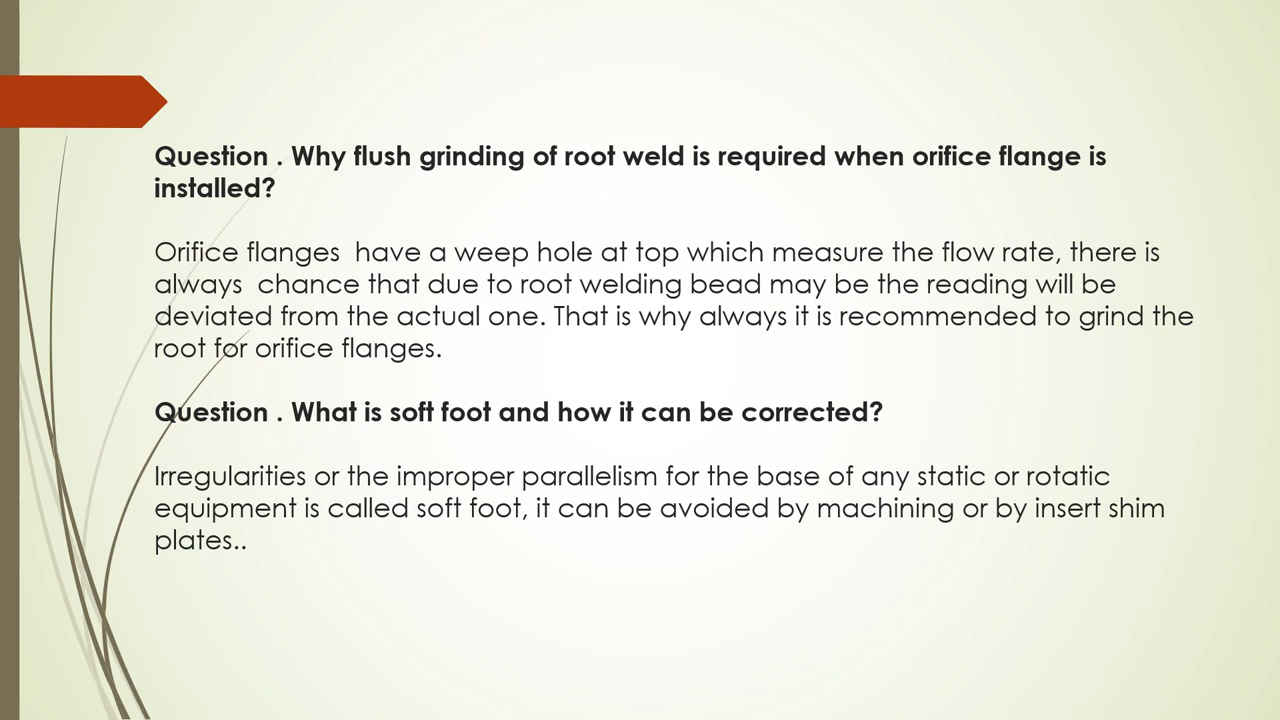 Question . Why flush grinding of root weld is required when orifice flange is
installed?
Orifice flanges  have a weep hole at top which measure the flow rate, there is
always  chance that due to root welding bead may be the reading will be
deviated from the actual one. That is why always it is recommended to grind the
root for orifice flanges.
Question . What is soft foot and how it can be corrected?
Irregularities or the improper parallelism for the base of any static or rotatic
equipment is called soft foot, it can be avoided by machining or by insert shim
plates..